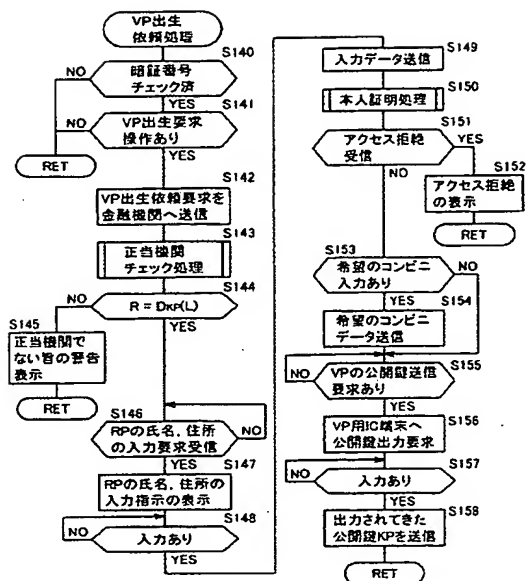 VP出生
依頼処理
S140
NO
暗証番号
チェック済
YES
S141
NO
VP出生要求
操作あり
RET
YES
S142
VP出生依頼要求を
金融機関へ送信
S143
正当機関
チェック処理
S144
NO
R = DKP(L)
S145
YES
正当機関で
ない旨の警告
表示
RET
S146
RPの氏名,住所
の入力要求受信
NO
YES
S147
RPの氏名,住所の
入力指示の表示
S148
NO
入力あり
YES
S149
入力データ送信
S150
本人証明処理
S151
アクセス拒絶
受信
YES
NO
S152
アクセス拒絶
の表示
RET
S153
希望のコンビニ
入力あり
NO
YES
S154
希望のコンビニ
データ送信
S155
NO
VPの公開鍵送信
要求あり
YES
S156
VP用IC端末へ
公開鍵出力要求
S157
NO
入力あり
YES
S158
出力されてきた
公開鍵KPを送信
RET